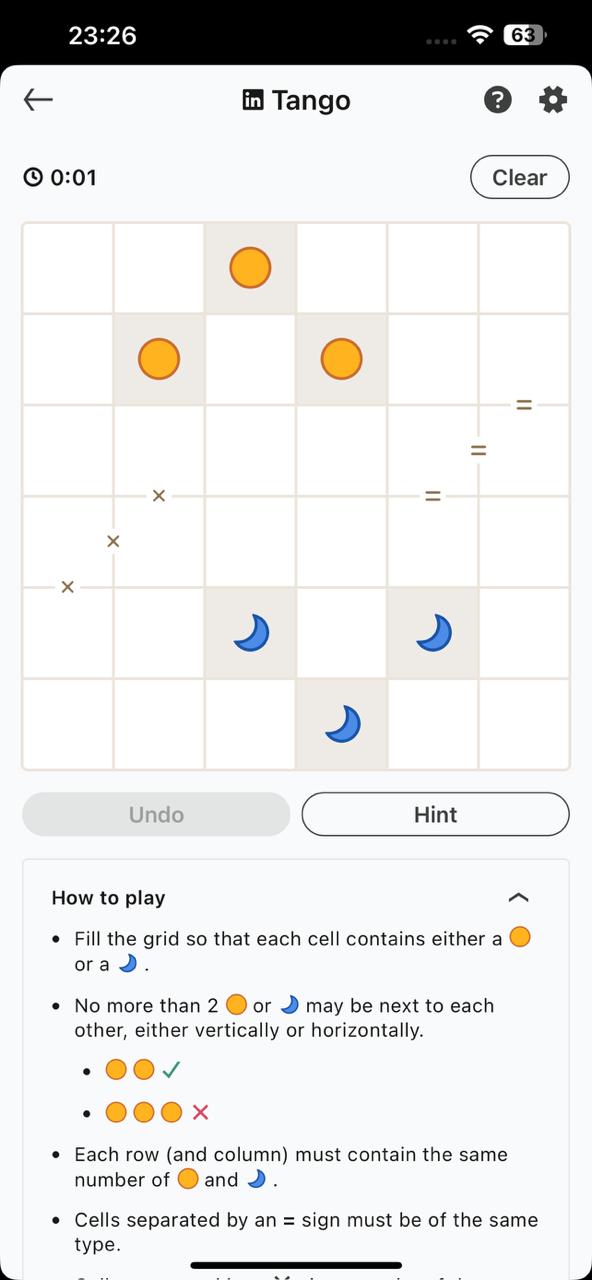 23:26
63
in Tango
0:01
Clear
=
=
× =
×
×
Undo
Hint
How to play
• Fill the grid so that each cell contains either a
or a .
• No more than 2 or may be next to each
other, either vertically or horizontally.
• Each row (and column) must contain the same
number of and .
• Cells separated by an = sign must be of the same
type.